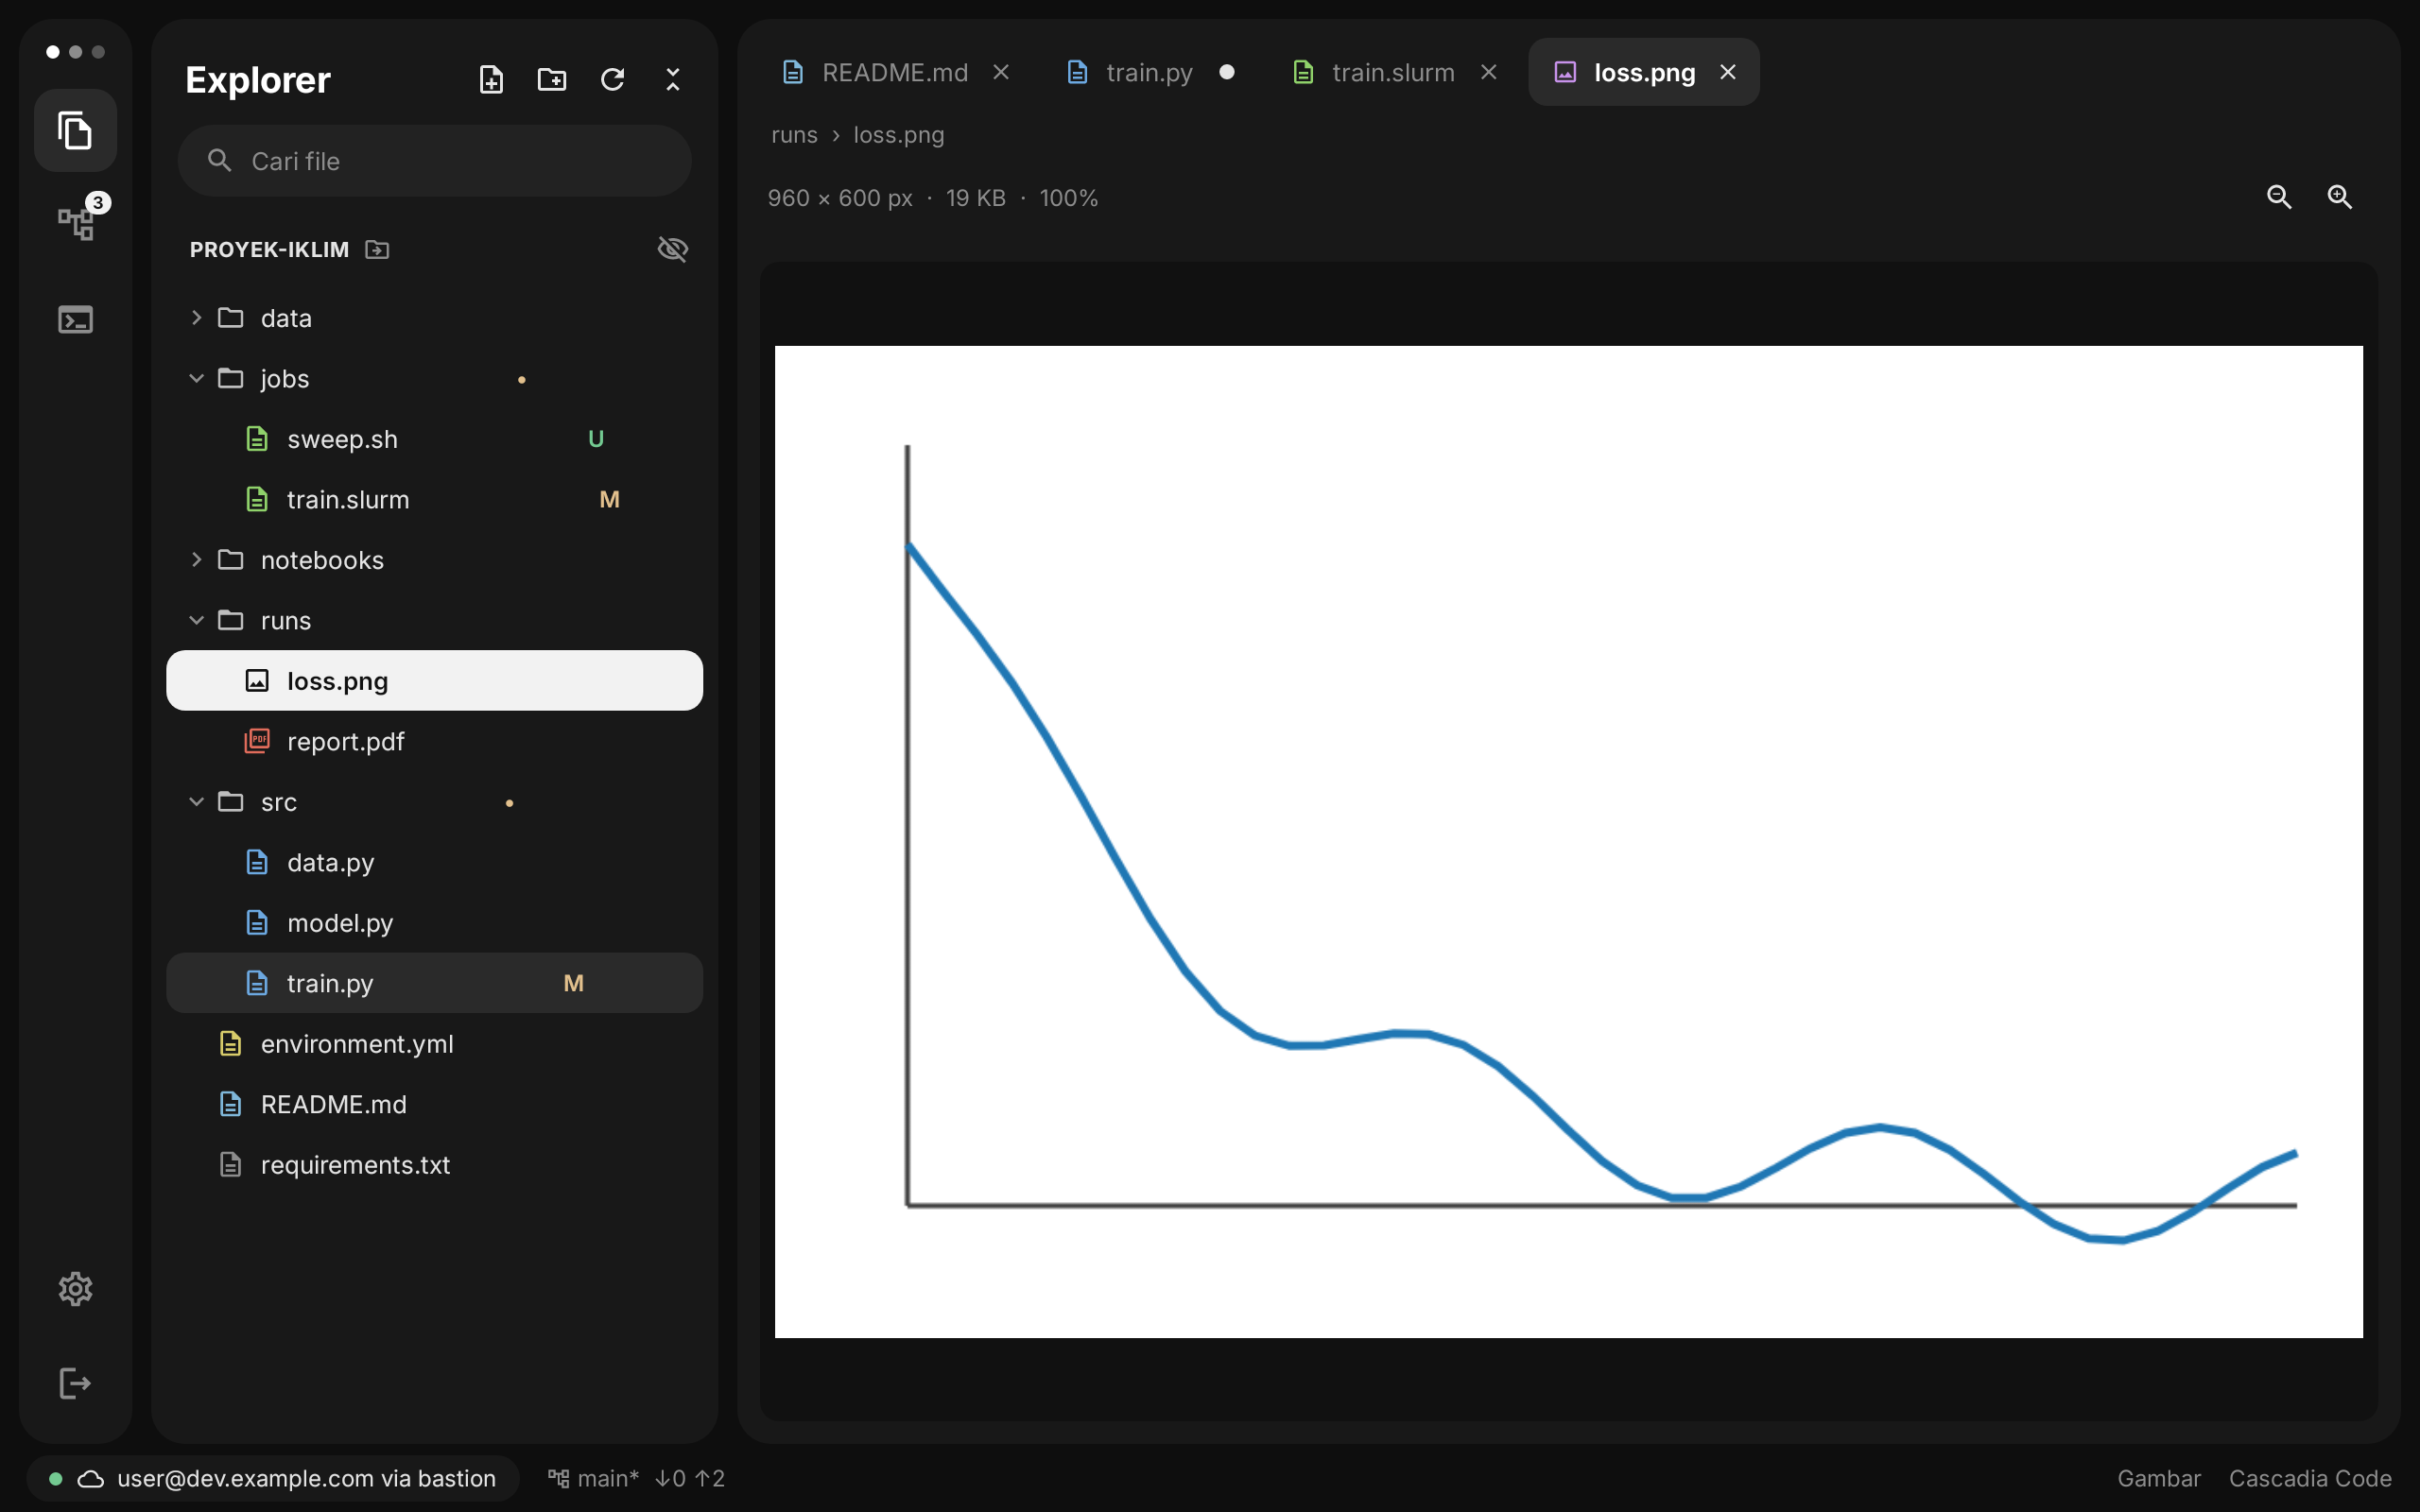 Explorer
Cari file
3
PROYEK-IKLIM
data
jobs
sweep.sh U
train.slurm M
notebooks
runs
loss.png
report.pdf
src
data.py
model.py
train.py M
environment.yml
README.md
requirements.txt
README.md train.py train.slurm loss.png
runs › loss.png
960 × 600 px · 19 KB · 100%
user@dev.example.com via bastion main* ↓0 ↑2 Gambar Cascadia Code